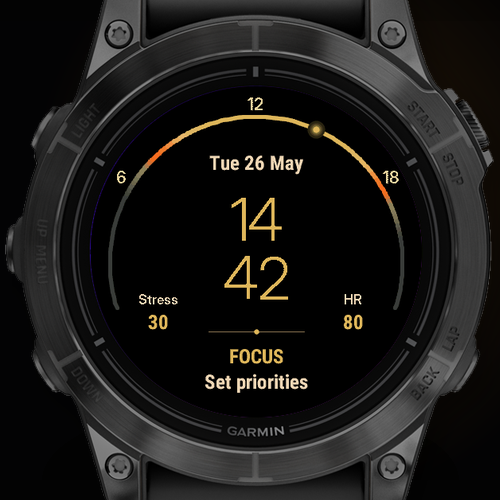 12
6
18
Tue 26 May
14
42
Stress
30
HR
80
FOCUS
Set priorities
GARMIN
LIGHT
UP MENU
DOWN
START
STOP
BACK
LAP